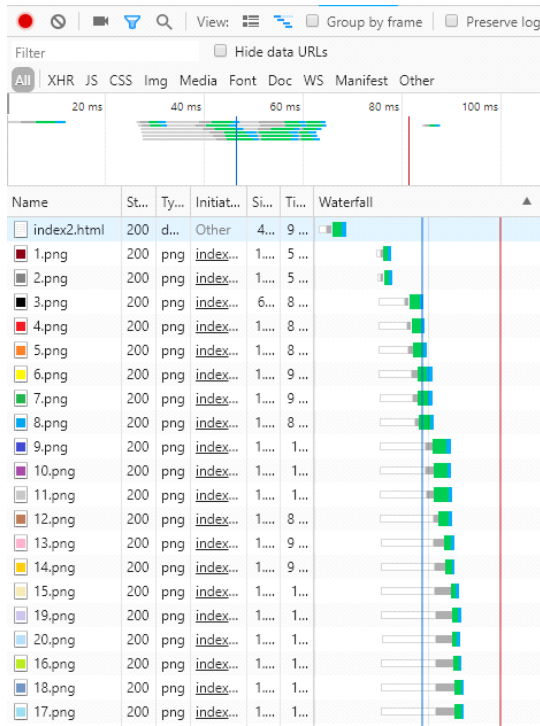 View: Group by frame Preserve log
Filter Hide data URLs
All XHR JS CSS Img Media Font Doc WS Manifest Other
20 ms 40 ms 60 ms 80 ms 100 ms
Name St... Ty... Initiat... Si... Ti... Waterfall
index2.html 200 d... Other 4... 9 ...
1.png 200 png index... 1.... 5 ...
2.png 200 png index... 1.... 5 ...
3.png 200 png index... 6... 8 ...
4.png 200 png index... 1.... 8 ...
5.png 200 png index... 1.... 8 ...
6.png 200 png index... 1.... 9 ...
7.png 200 png index... 1.... 9 ...
8.png 200 png index... 1.... 8 ...
9.png 200 png index... 1.... 1...
10.png 200 png index... 1.... 1...
11.png 200 png index... 1.... 1...
12.png 200 png index... 1.... 8 ...
13.png 200 png index... 1.... 9 ...
14.png 200 png index... 1.... 9 ...
15.png 200 png index... 1.... 1...
19.png 200 png index... 1.... 1...
20.png 200 png index... 1.... 1...
16.png 200 png index... 1.... 1...
18.png 200 png index... 1.... 1...
17.png 200 png index... 1.... 1...